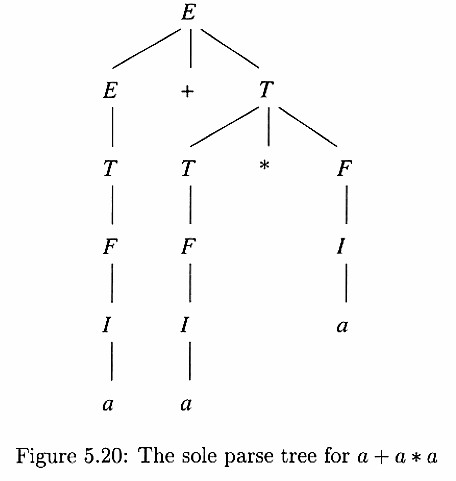 E
E + T
T T * F
F F I
I I a
a a
Figure 5.20: The sole parse tree for a + a * a